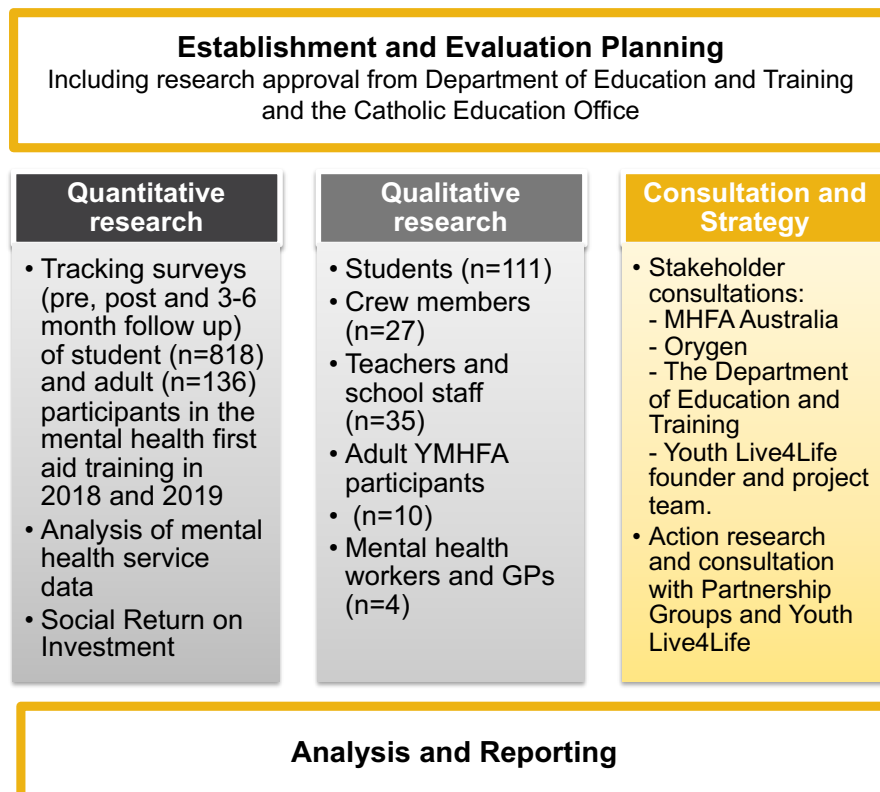 Establishment and Evaluation Planning
Including research approval from Department of Education and Training
and the Catholic Education Office
Quantitative
research
• Tracking surveys
(pre, post and 3-6
month follow up)
of student (n=818)
and adult (n=136)
participants in the
mental health first
aid training in
2018 and 2019
• Analysis of mental
health service
data
• Social Return on
Investment
Qualitative
research
• Students (n=111)
• Crew members
(n=27)
• Teachers and
school staff
(n=35)
• Adult YMHFA
participants
• (n=10)
• Mental health
workers and GPs
(n=4)
Consultation and
Strategy
• Stakeholder
consultations:
- MHFA Australia
- Orygen
- The Department
of Education and
Training
- Youth Live4Life
founder and project
team.
• Action research
and consultation
with Partnership
Groups and Youth
Live4Life
Analysis and Reporting